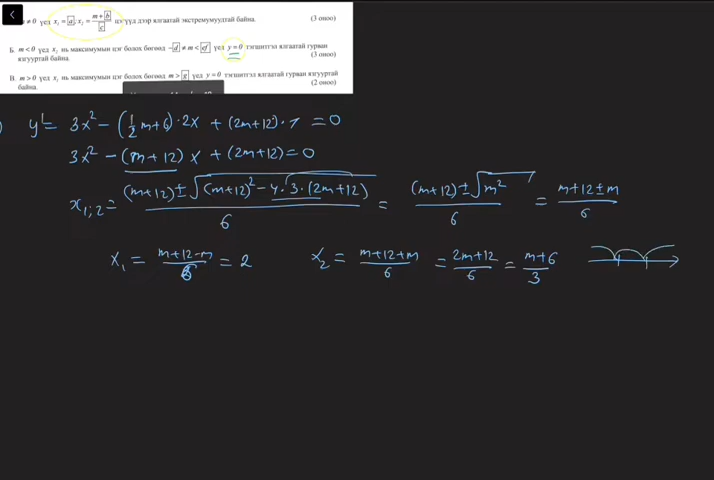 ≠ 0 үед x₁ = a, x₂ = (m + b)/c цэгүүд дээр ялгаатай экстремумуудтай байна. (3 оноо)
Б. m < 0 үед x₁ нь максимумын цэг болох бөгөөд −d ≠ m < ef үед y = 0 тэгшитгэл ялгаатай гурван (3 оноо)
язгууртай байна.
В. m > 0 үед x₁ нь максимумын цэг болох бөгөөд m > g үед y = 0 тэгшитгэл ялгаатай гурван язгууртай (2 оноо)
байна.
y' = 3x² − (½m + 6) · 2x + (2m + 12) · 1 = 0
3x² − (m + 12)x + (2m + 12) = 0
x₁;₂ = ((m+12) ± √((m+12)² − 4 · 3 · (2m+12)))/6 = ((m+12) ± √m²)/6 = (m+12 ± m)/6
x₁ = (m+12−m)/6 = 2 x₂ = (m+12+m)/6 = (2m+12)/6 = (m+6)/3